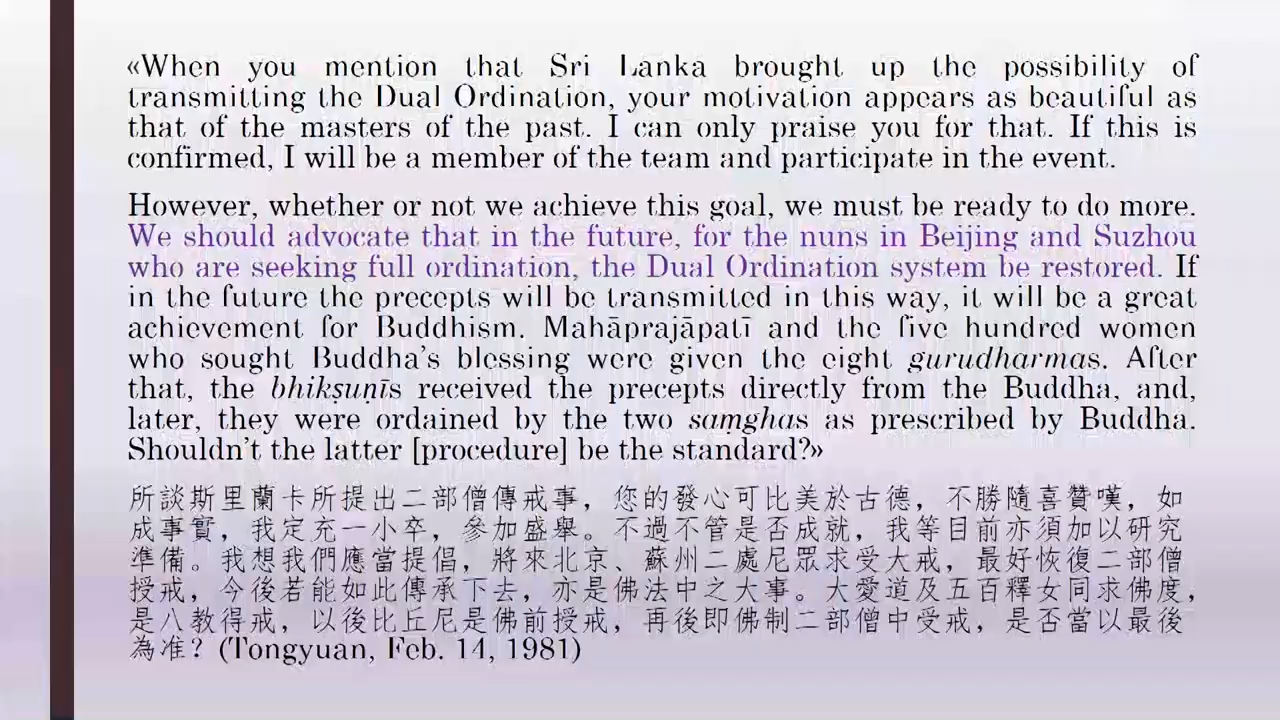 «When you mention that Sri Lanka brought up the possibility of
transmitting the Dual Ordination, your motivation appears as beautiful as
that of the masters of the past. I can only praise you for that. If this is
confirmed, I will be a member of the team and participate in the event.
However, whether or not we achieve this goal, we must be ready to do more.
We should advocate that in the future, for the nuns in Beijing and Suzhou
who are seeking full ordination, the Dual Ordination system be restored. If
in the future the precepts will be transmitted in this way, it will be a great
achievement for Buddhism. Mahāprajāpatī and the five hundred women
who sought Buddha's blessing were given the eight gurudharmas. After
that, the bhikṣuṇīs received the precepts directly from the Buddha, and,
later, they were ordained by the two saṃghas as prescribed by Buddha.
Shouldn't the latter [procedure] be the standard?»
所談斯里蘭卡所提出二部僧傳戒事，您的發心可比美於古德，不勝隨喜贊嘆，如
成事實，我定充一小卒，參加盛舉。不過不管是否成就，我等目前亦須加以研究
準備。我想我們應當提倡，將來北京、蘇州二處尼眾求受大戒，最好恢復二部僧
授戒，今後若能如此傳承下去，亦是佛法中之大事。大愛道及五百釋女同求佛度，
是八教得戒，以後比丘尼是佛前授戒，再後即佛制二部僧中受戒，是否當以最後
為准？(Tongyuan, Feb. 14, 1981)